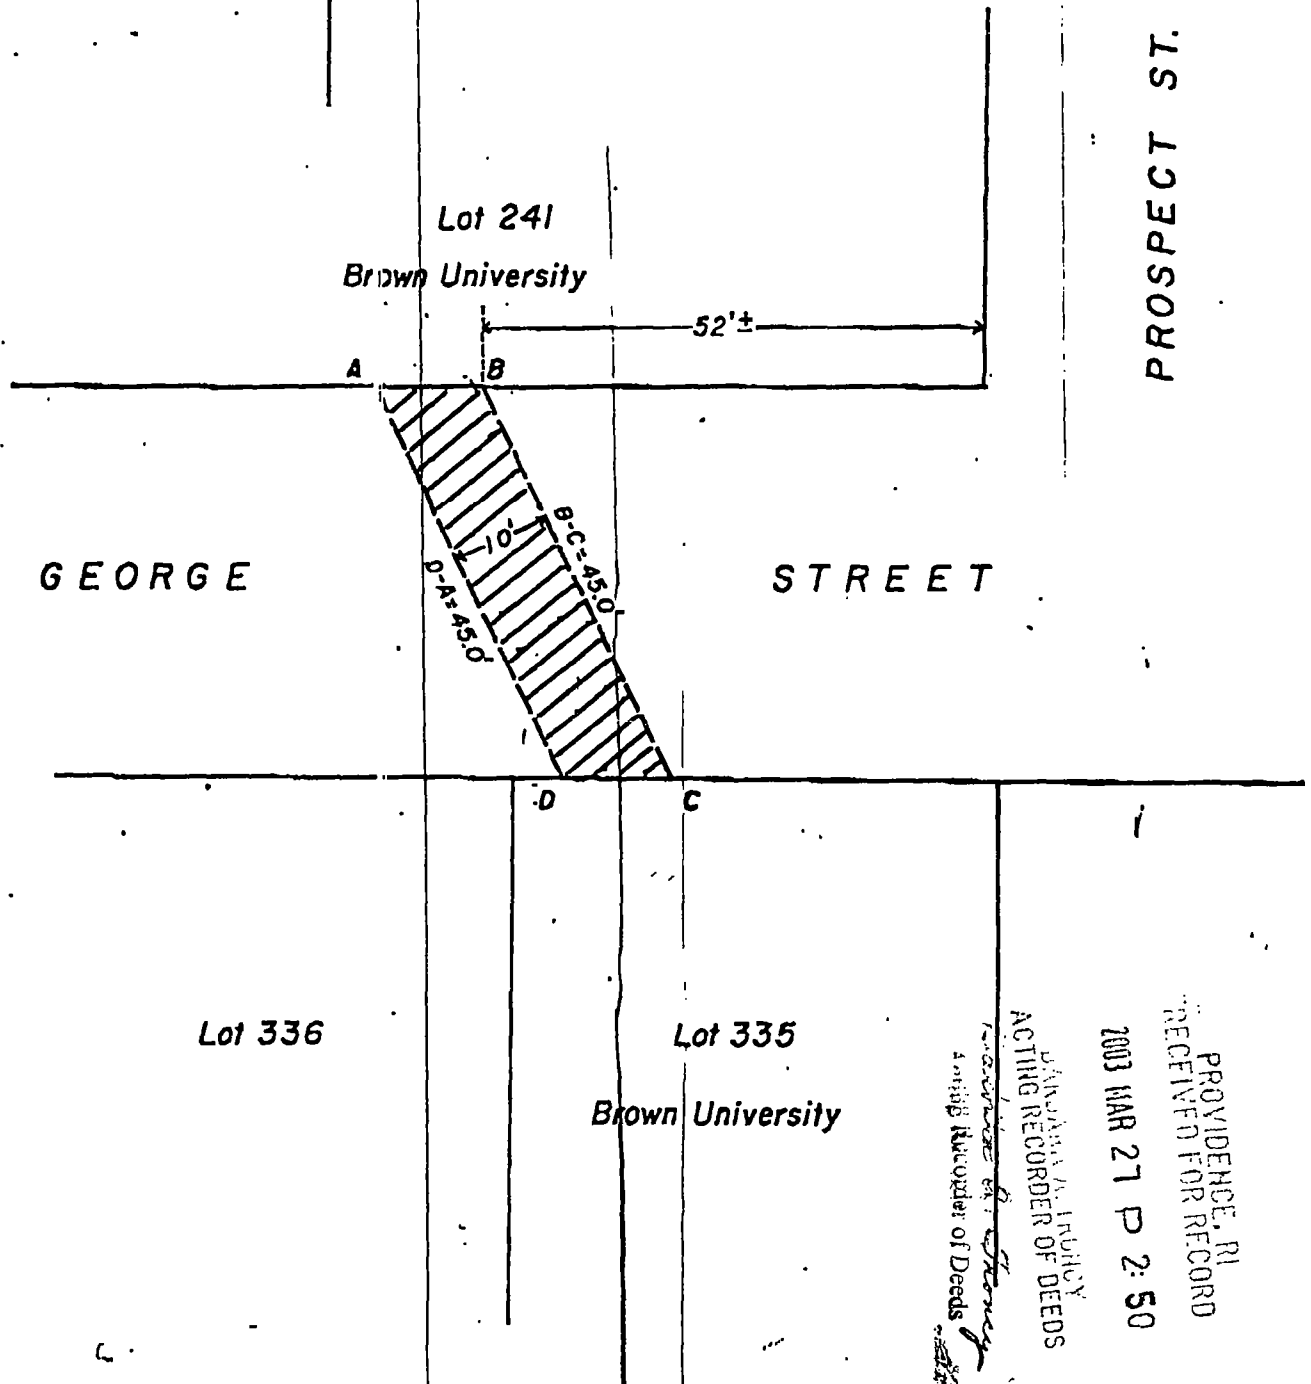 PROSPECT ST.
Lot 241
Brown University
52'±
A
B
10'
B-C=45.0'
D-A=45.0'
GEORGE STREET
D
C
Lot 336
Lot 335
Brown University
PROVIDENCE, RI
RECEIVED FOR RECORD
2003 MAR 27 P 2:50
ACTING RECORDER OF DEEDS
Recorder of Deeds